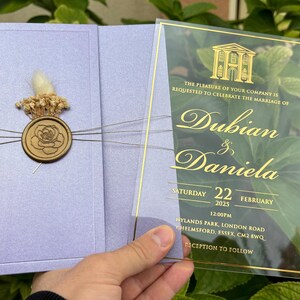 THE PLEASURE OF YOUR COMPANY IS
REQUESTED TO CELEBRATE THE MARRIAGE OF
Dubian
&
Daniela
SATURDAY 22 FEBRUARY
2025
12:00PM
HYLANDS PARK, LONDON ROAD
CHELMSFORD, ESSEX, CM2 8WQ
RECEPTION TO FOLLOW